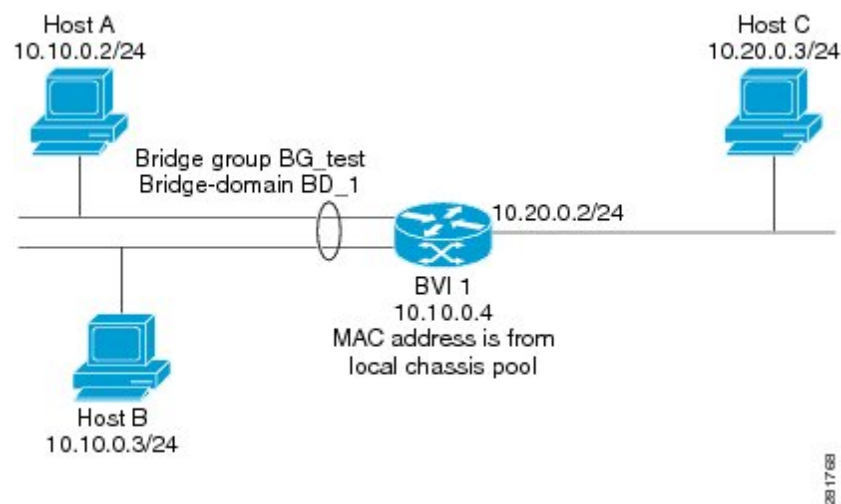 Host A
10.10.0.2/24
Host C
10.20.0.3/24
Bridge group BG_test
Bridge-domain BD_1
10.20.0.2/24
BVI 1
10.10.0.4
MAC address is from
local chassis pool
Host B
10.10.0.3/24
281768